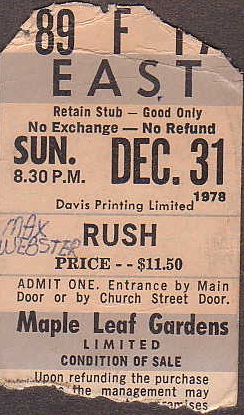 89 F
EAST
Retain Stub — Good Only
No Exchange — No Refund
SUN. DEC. 31
8.30 P.M. 1978
Davis Printing Limited
MAX
WEBSTER
RUSH
PRICE - - $11.50
ADMIT ONE. Entrance by Main
Door or by Church Street Door.
Maple Leaf Gardens
LIMITED
CONDITION OF SALE
Upon refunding the purchase
the management may